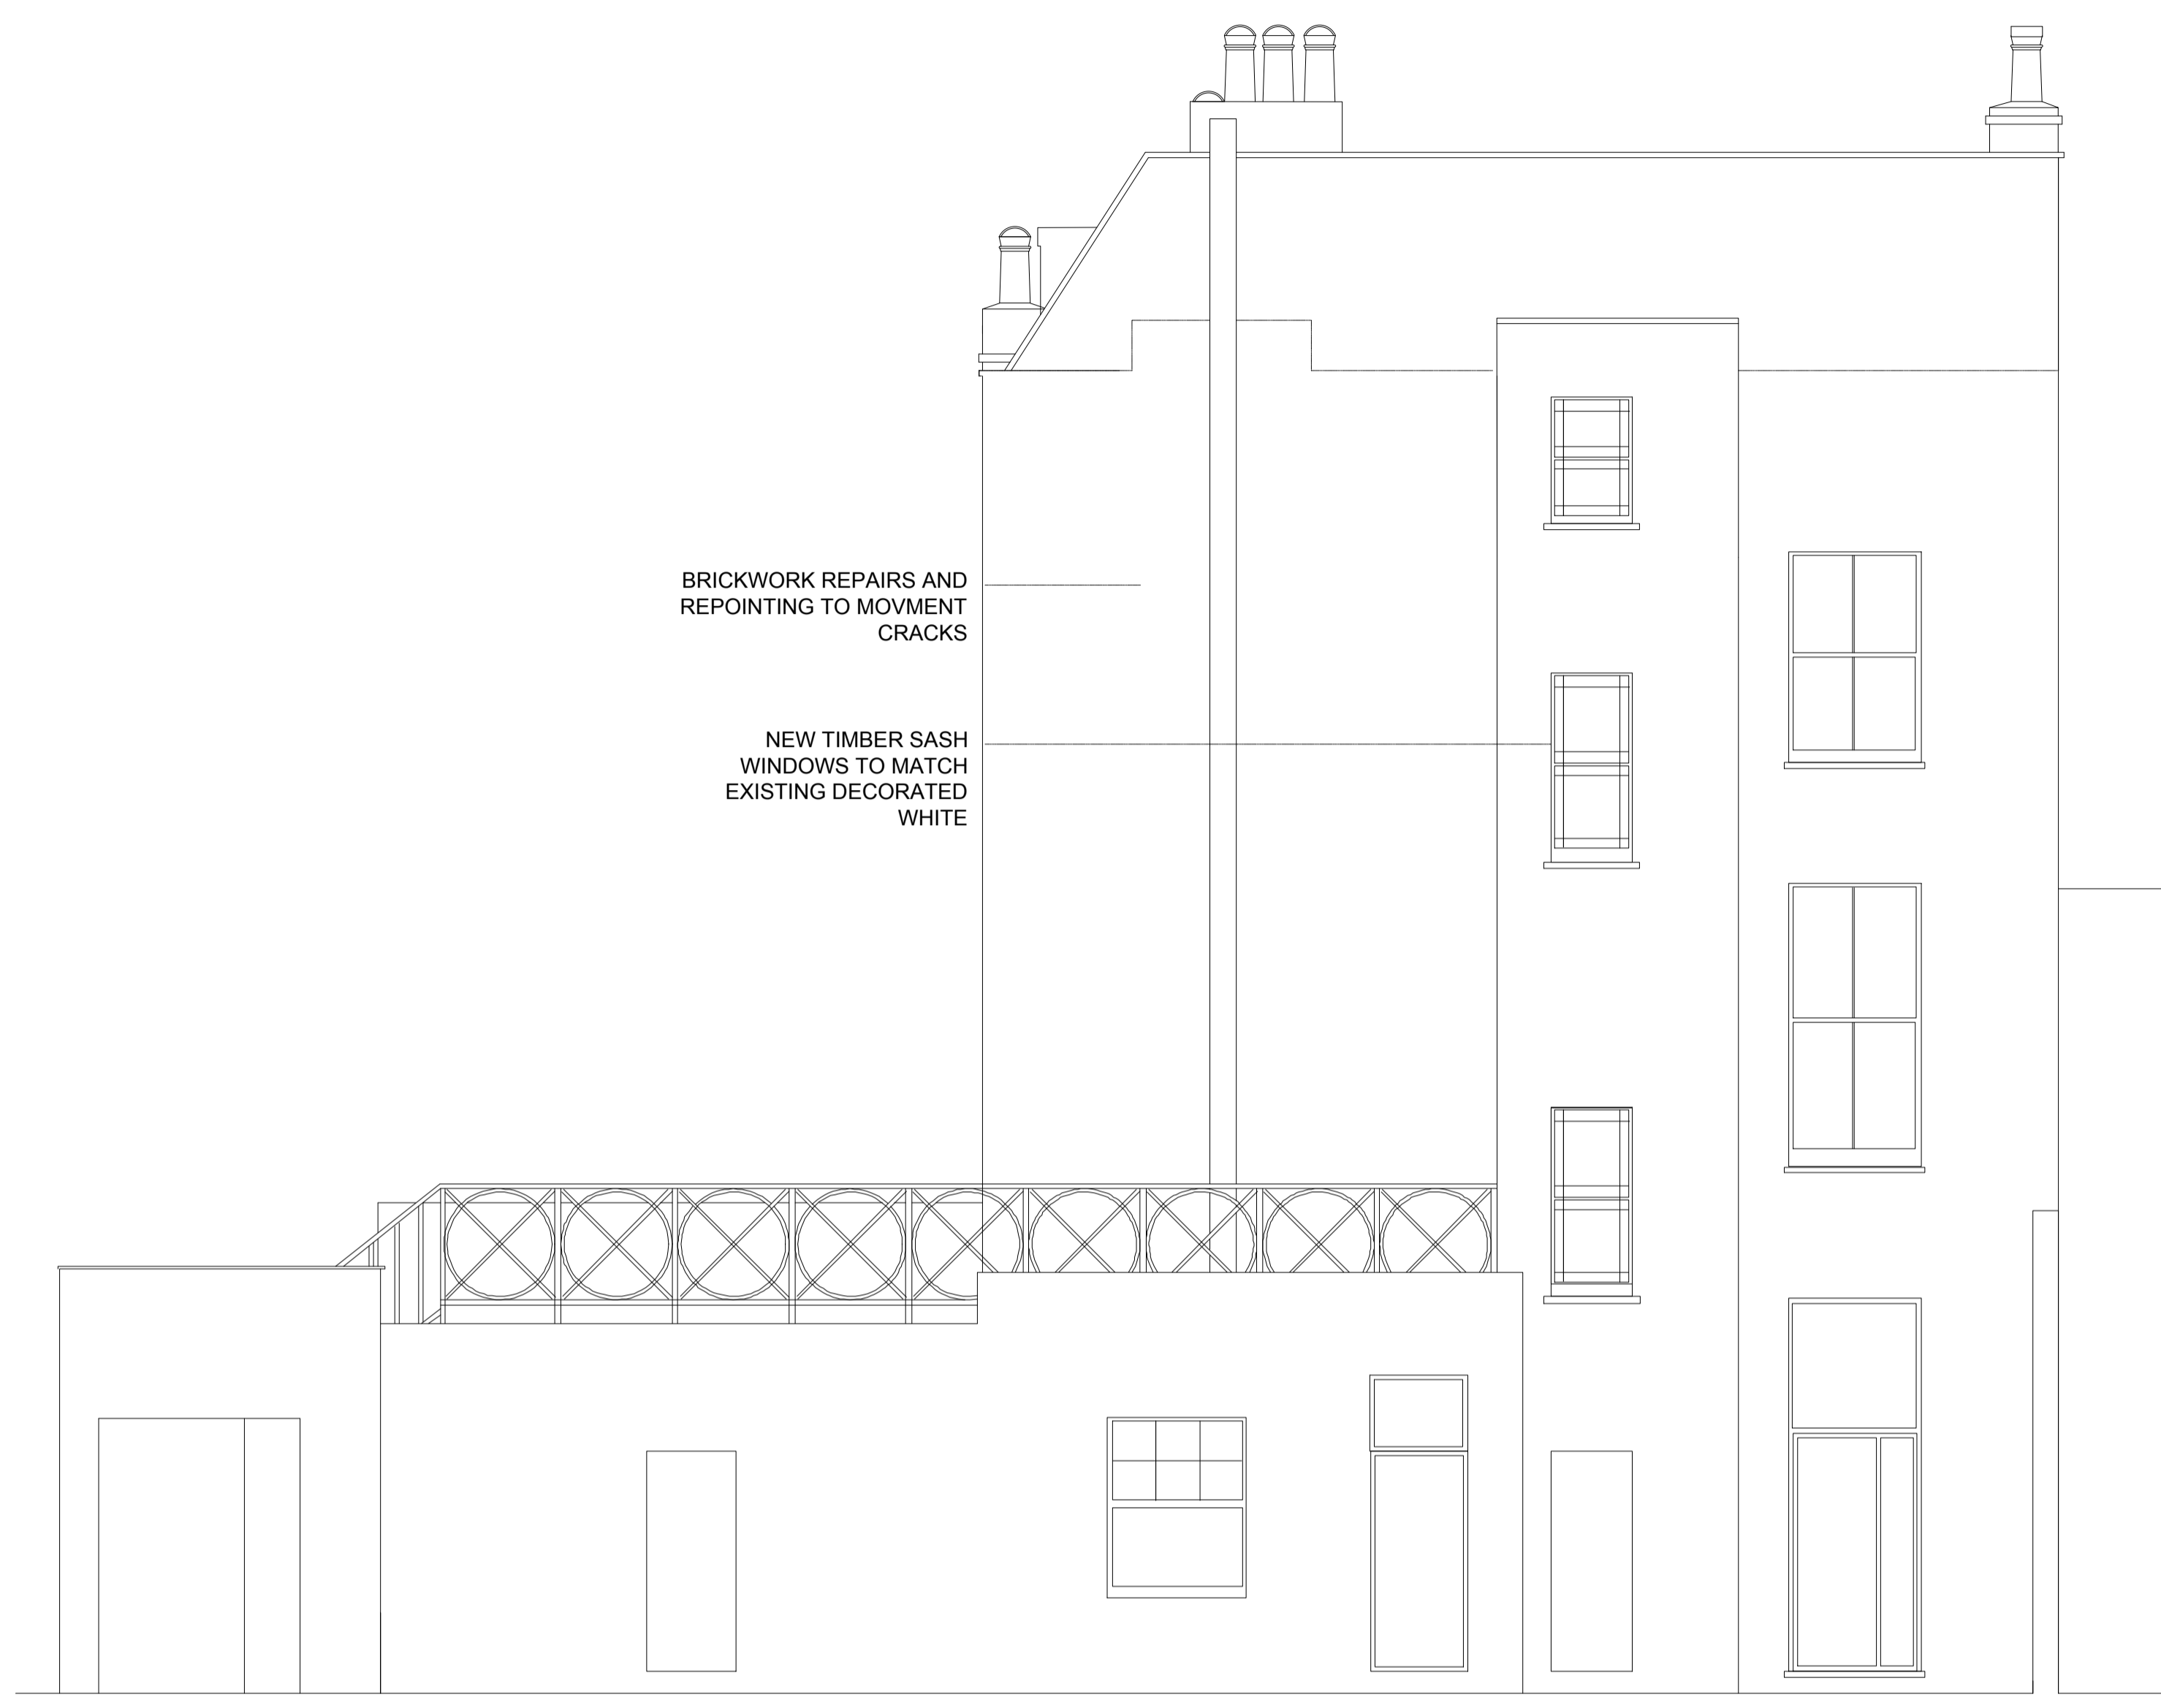 BRICKWORK REPAIRS AND
REPOINTING TO MOVMENT
CRACKS
NEW TIMBER SASH
WINDOWS TO MATCH
EXISTING DECORATED
WHITE